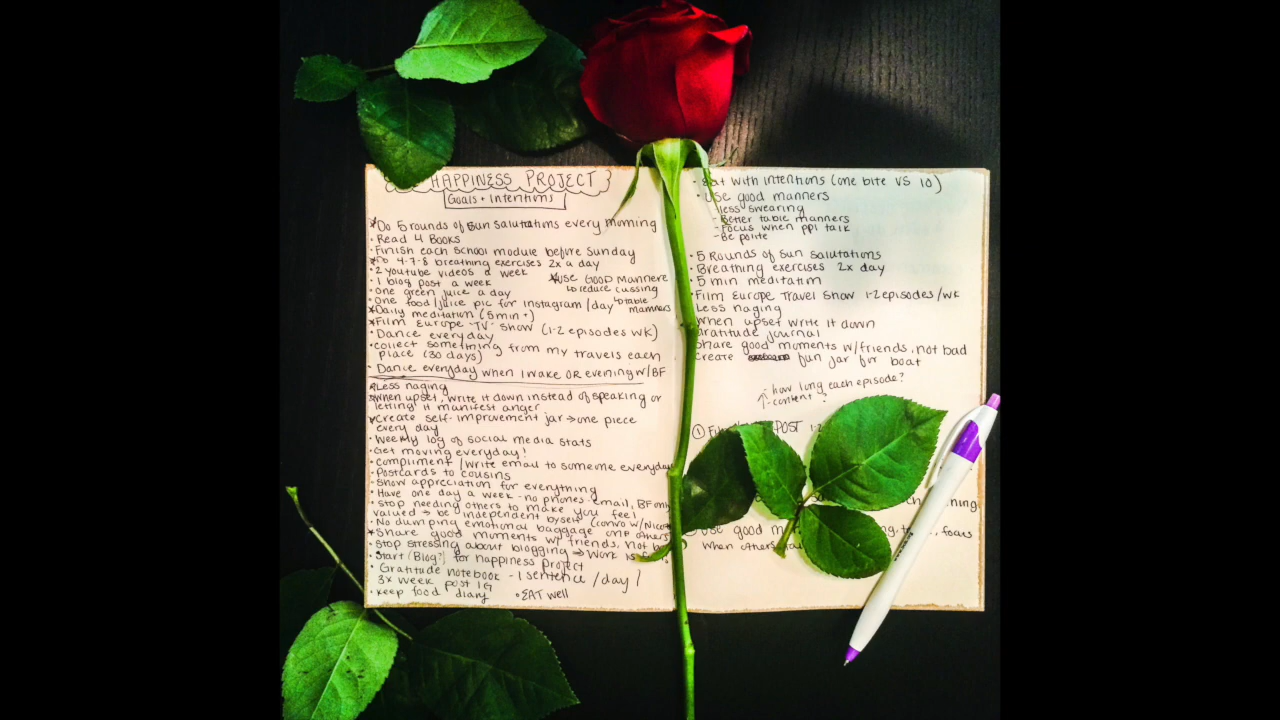 HAPPINESS PROJECT
Goals + Intentions
*Do 5 rounds of sun salutations every morning
• Read 4 Books
• Finish each school module before Sunday
*Do 4-7-8 breathing exercises 2x a day
• 2 youtube videos a week
• 1 blog post a week
*USE GOOD Manners
↳ reduce cussing
↳ table manners
• One green juice a day
• One food/juice pic for instagram/day
*Daily meditation (5min+)
*Film Europe "TV" Show (1-2 episodes WK)
• Dance everyday
• collect something from my travels each
place (30 days)
• Dance everyday when I wake OR evening w/BF
*Less naging
*when upset, write it down instead of speaking or
letting it manifest anger
*Create self-improvement jar → one piece
every day
• Weekly log of social media stats
• Get moving everyday!
• compliment / write email to someone everyday
• Postcards to cousins
• Show appreciation for everything
• Have one day a week - no phones email, BF
• stop needing others to make you feel
valued → be independent by self (convo w/
• No dumping emotional baggage on others
*Share good moments w/ friends, not
• Stop stressing about blogging → Work is
• Start (Blog?) for happiness project
• Gratitude notebook - 1 sentence /day /
3x week post IG
• keep food diary
• EAT well
• Eat with intentions (one bite VS 10)
• Use good manners
- less swearing
- Better table manners
- Focus when ppl talk
- Be polite
• 5 Rounds of sun salutations
• Breathing exercises 2x day
• 5 min meditation
• Film Europe Travel Show 1-2 episodes/wk
Less naging
when upset write it down
Gratitude journal
Share good moments w/friends, not bad
create fun jar for boat
- how long each episode?
- content?
① POST
Use good focus
when others